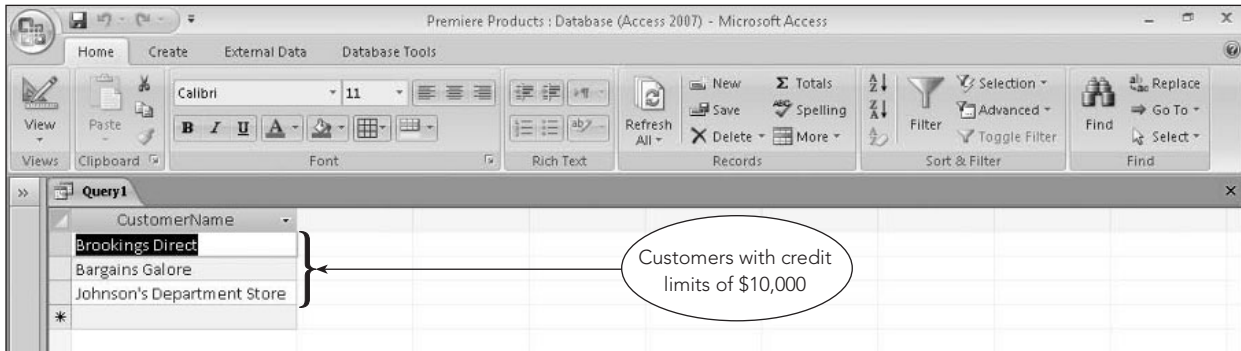 Premiere Products : Database (Access 2007) - Microsoft Access
Home Create External Data Database Tools
View
Paste
Calibri 11
B I U A ab
Refresh All
New
Save
Delete
Σ Totals
Spelling
More
Filter
Selection
Advanced
Toggle Filter
Find
Replace
Go To
Select
Views Clipboard Font Rich Text Records Sort & Filter Find
Query1
CustomerName
Brookings Direct
Bargains Galore
Johnson's Department Store
Customers with credit
limits of $10,000